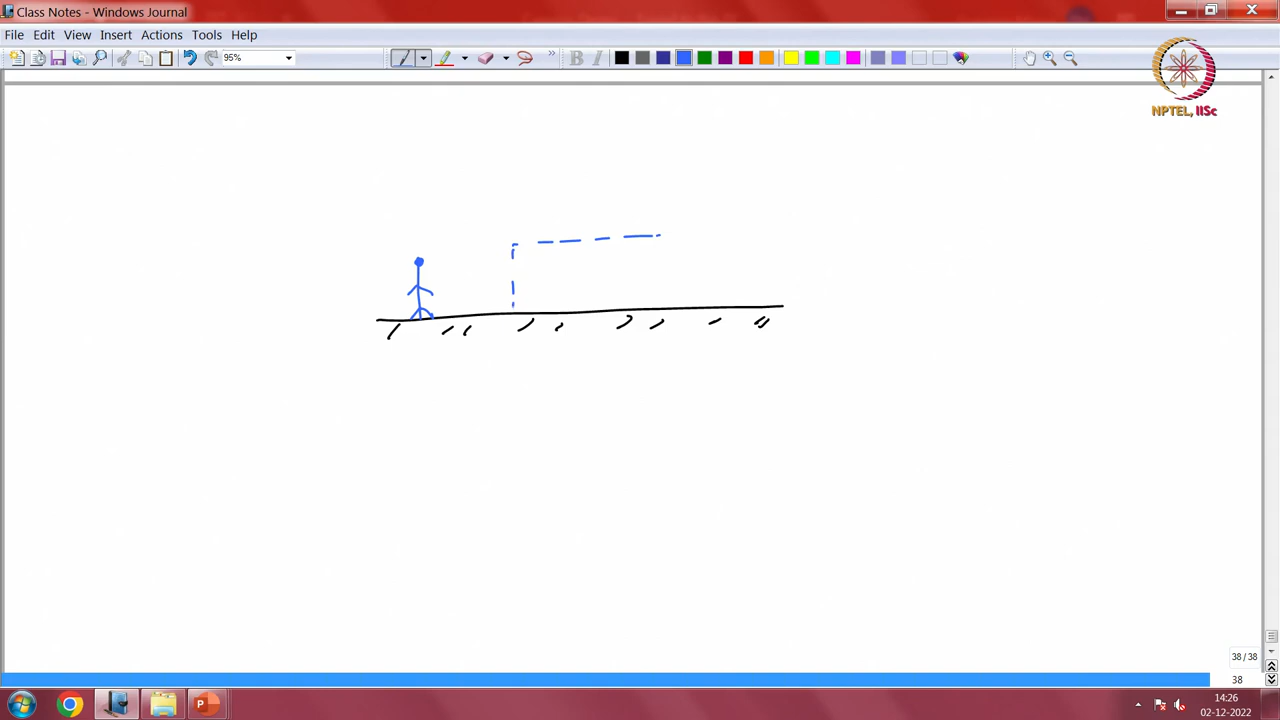 Class Notes - Windows Journal
File Edit View Insert Actions Tools Help
95%
B I
NPTEL, IISc
38 / 38
38
14:26
02-12-2022